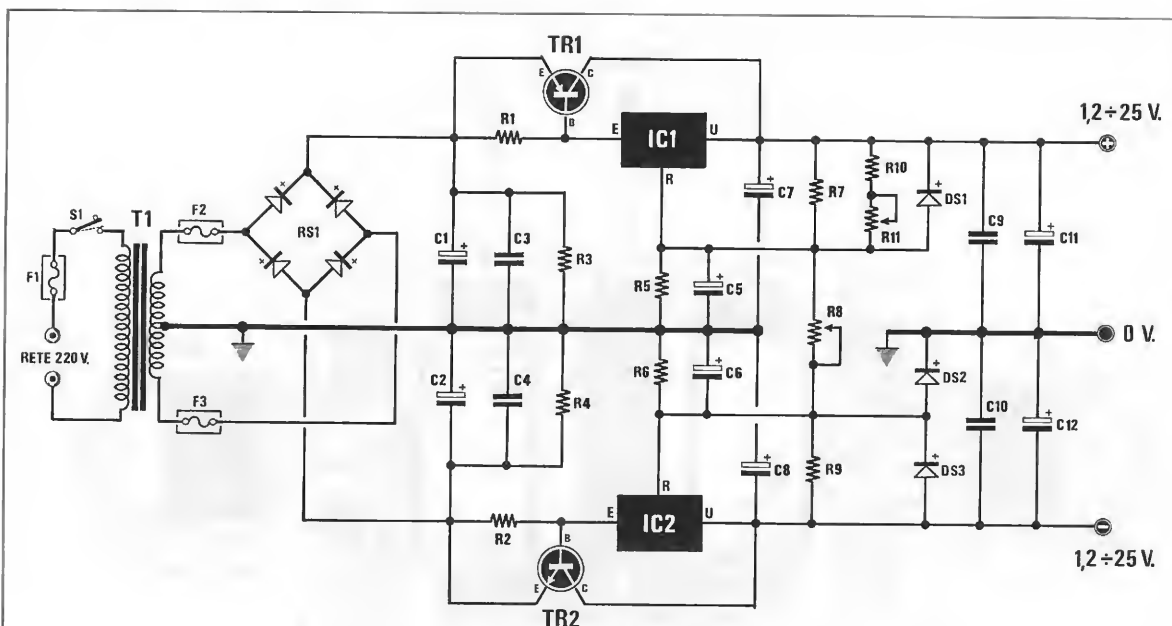 TR1
E
C
B
R1
E
IC1
U
R
1,2÷25 V.
+
S1
T1
F2
F1
RS1
F3
RETE 220 V.
C1
+
C3
R3
R5
C5
+
C7
+
R7
R10
R11
DS1
+
C9
C11
+
R8
0 V.
C2
+
C4
R4
R6
C6
+
C8
+
R9
DS2
+
DS3
+
C10
C12
+
R2
B
E
C
TR2
E
IC2
U
R
-
1,2÷25 V.